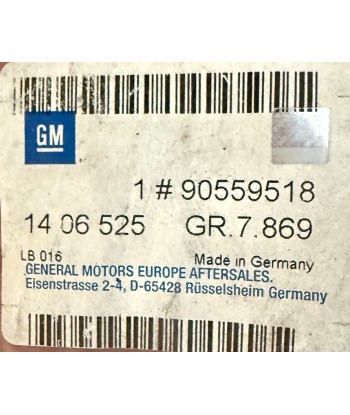 GM
1 # 90559518
14 06 525 GR.7.869
LB 016 Made in Germany
GENERAL MOTORS EUROPE AFTERSALES.
Eisenstrasse 2-4, D-65428 Rüsselsheim Germany